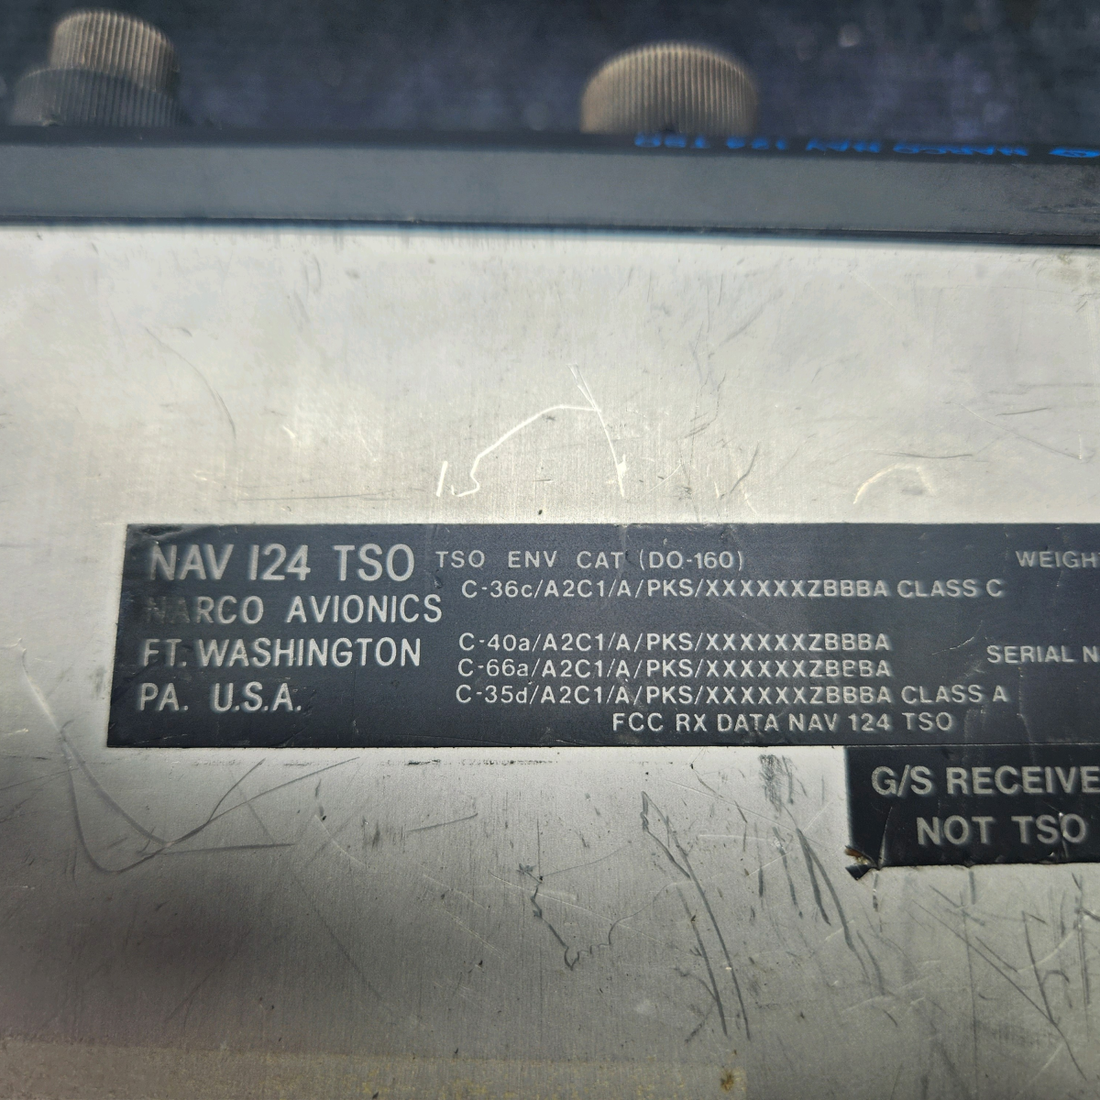 NARCO NAV 124 TSO
NAV 124 TSO
TSO ENV CAT (DO-160)
WEIGHT
C-36c/A2C1/A/PKS/XXXXXXZBBBA CLASS C
NARCO AVIONICS
FT. WASHINGTON
C-40a/A2C1/A/PKS/XXXXXXZBBBA
SERIAL N
C-66a/A2C1/A/PKS/XXXXXXZBBBA
PA. U.S.A.
C-35d/A2C1/A/PKS/XXXXXXZBBBA CLASS A
FCC RX DATA NAV 124 TSO
G/S RECEIVE
NOT TSO